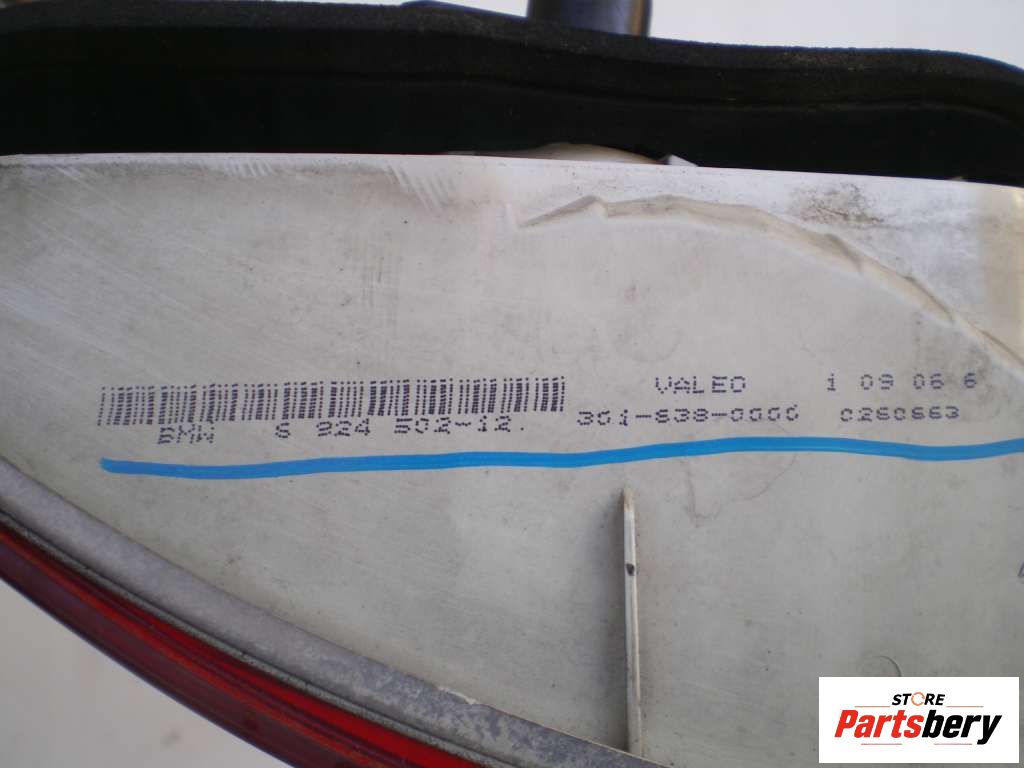 VALEO 1 09 06 6
BMW 6 924 502-12. 301-638-0000 0260663
STORE
Partsbery